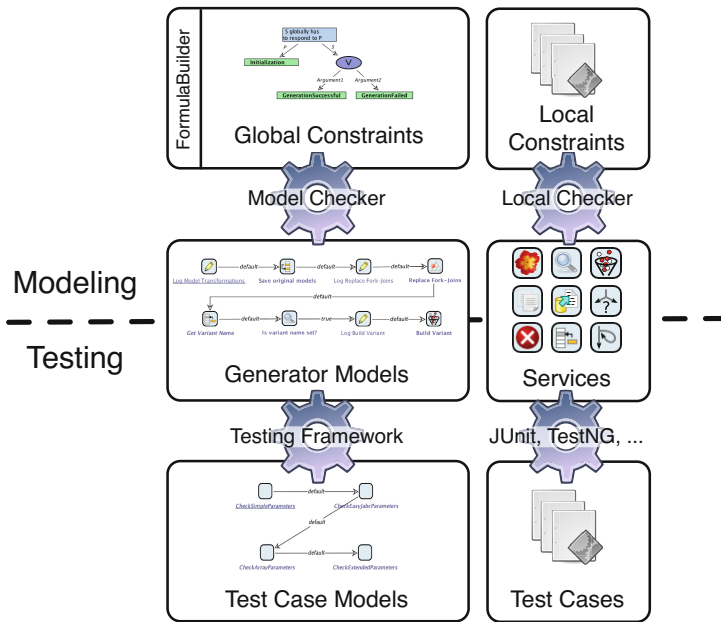 FormulaBuilder
S globally has
to respond to P
P
S
Initialization
V
Argument1
Argument2
GenerationSuccessful
GenerationFailed
Global Constraints
Local
Constraints
Model Checker
Local Checker
Modeling
Testing
default
default
default
Log Model Transformations
Save original models
Log Replace Fork-Joins
Replace Fork-Joins
default
default
true
default
Get Variant Name
Is variant name set?
Log Build Variant
Build Variant
Generator Models
?
Services
Testing Framework
JUnit, TestNG, ...
default
CheckSimpleParameters
CheckEasyJabcParameters
default
default
CheckArrayParameters
CheckExtendedParameters
Test Case Models
Test Cases